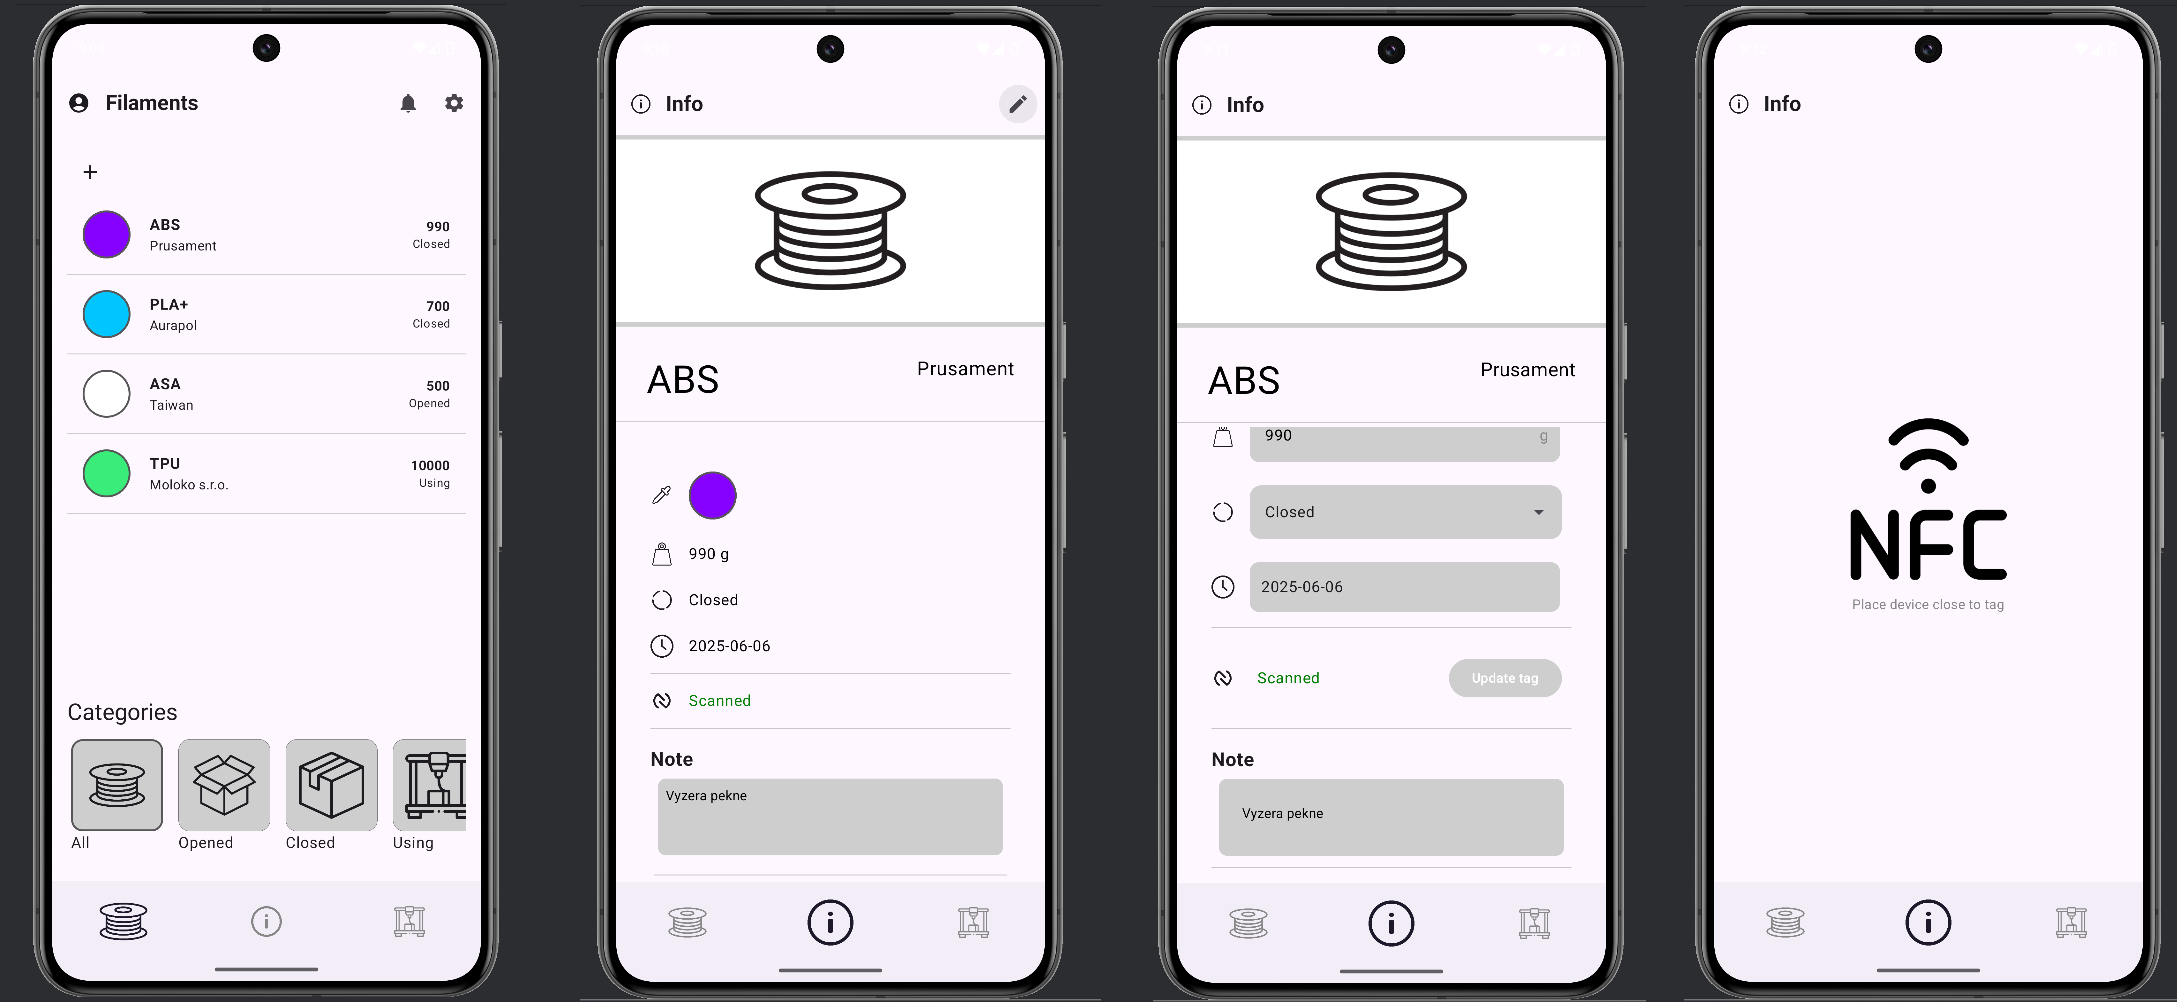 Filaments
ABS
Prusament
990
Closed
PLA+
Aurapol
700
Closed
ASA
Taiwan
500
Opened
TPU
Moloko s.r.o.
10000
Using
Categories
All
Opened
Closed
Using
Info
ABS
Prusament
990 g
Closed
2025-06-06
Scanned
Note
Vyzera pekne
Info
ABS
Prusament
990 g
Closed
2025-06-06
Scanned
Update tag
Note
Vyzera pekne
Info
NFC
Place device close to tag